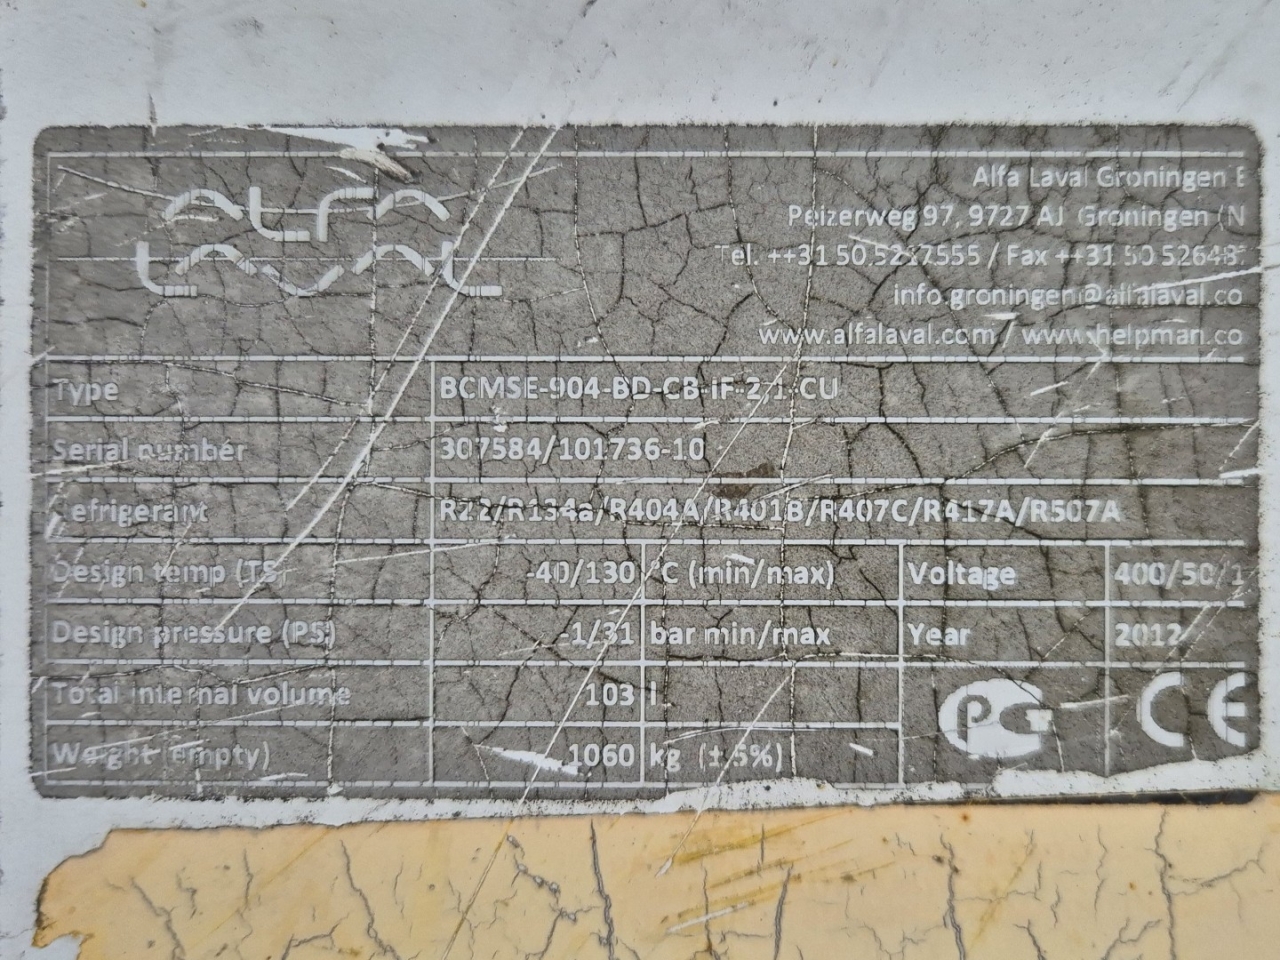 ALFA
LAVAL
Alfa Laval Groningen
Peizerweg 97, 9727 AJ Groningen (N
Tel. ++31 50 / Fax ++31 50
info.groningen@alfalaval.co
www.alfalaval.com / www.helpman.co
Type BCMSE-904-BD-CB-IF-2/1-CU
Serial number 307584/101736-10
Refrigerant R22/R134a/R404A/R401B/R407C/R417A/R507A
Design temp (TS) -40/130 °C (min/max) Voltage 400/50/1
Design pressure (PS) -1/31 bar min/max Year 2012
Total internal volume 103 l
Weight (empty) 1060 kg (± 5%)
PG CE